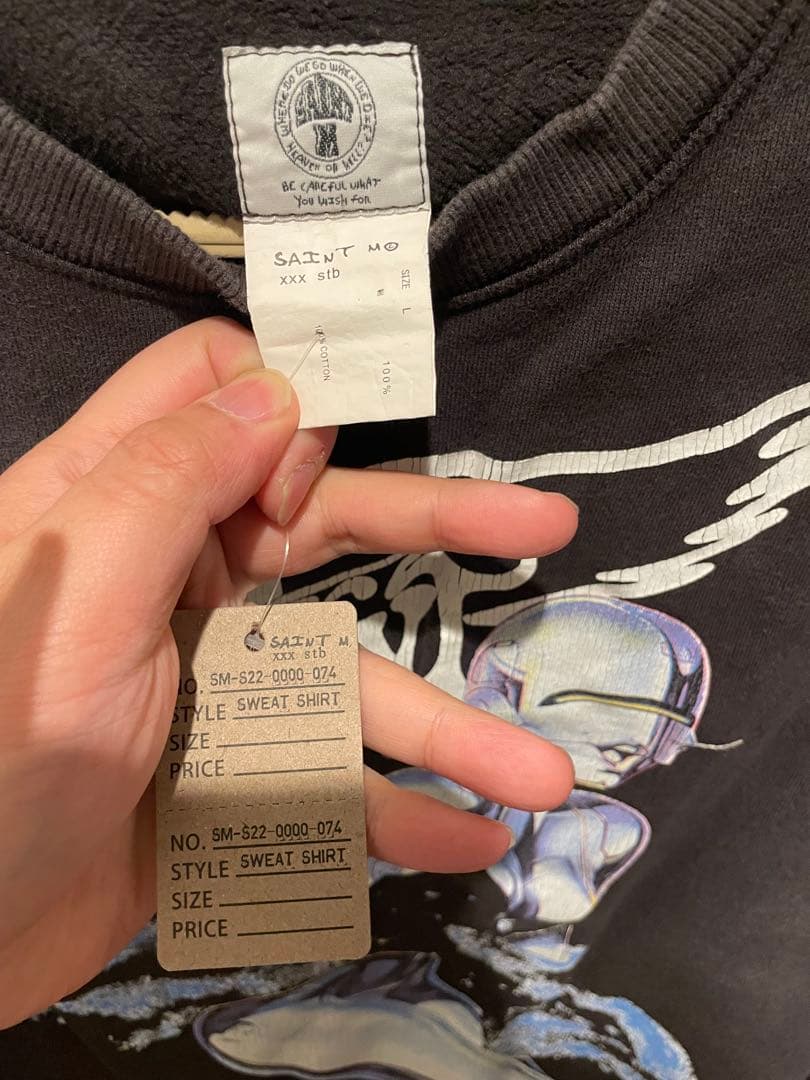 WHERE DO WE GO WHEN WE DIE?
HEAVEN OR HELL?
SAINT
M
BE CAREFUL WHAT
YOU WISH FOR
SAINT M
xxx stb
SIZE L
100%
COTTON
100%
SAINT M
xxx stb
NO. SM-S22-0000-074
STYLE SWEAT SHIRT
SIZE
PRICE
NO. SM-S22-0000-074
STYLE SWEAT SHIRT
SIZE
PRICE